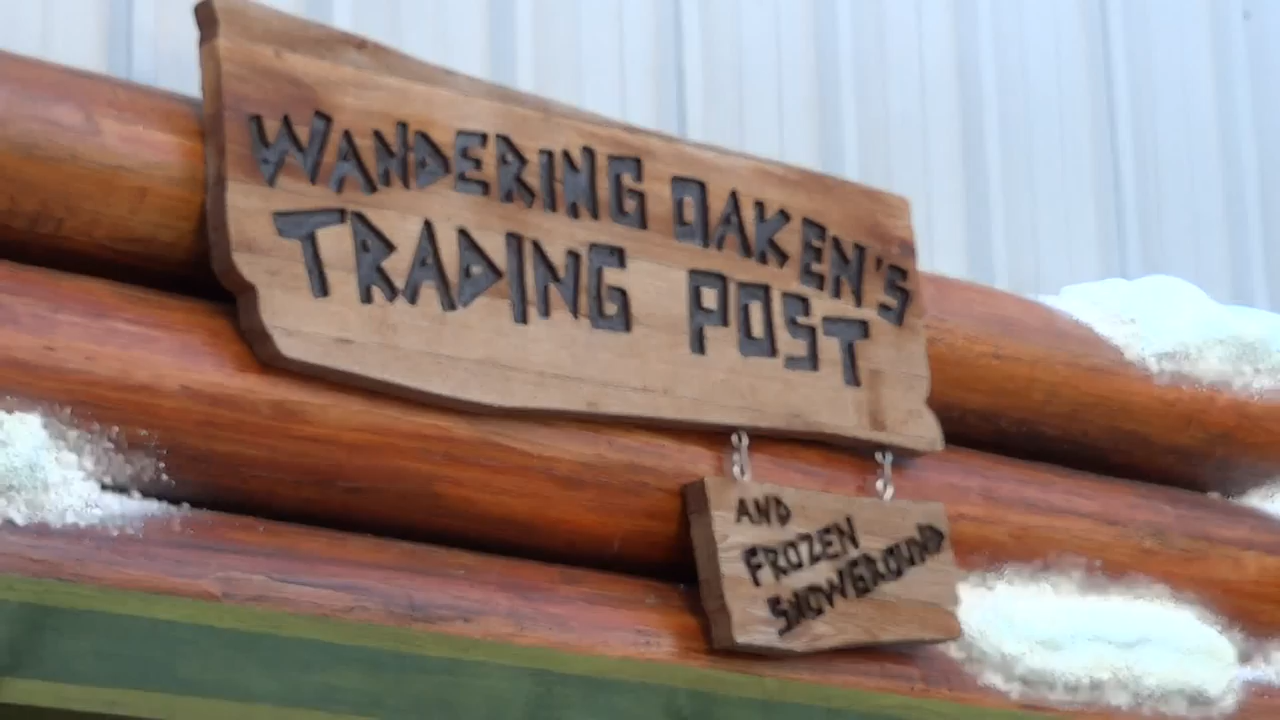 WANDERING OAKEN'S
TRADING POST
AND
FROZEN
SNOWGROUND